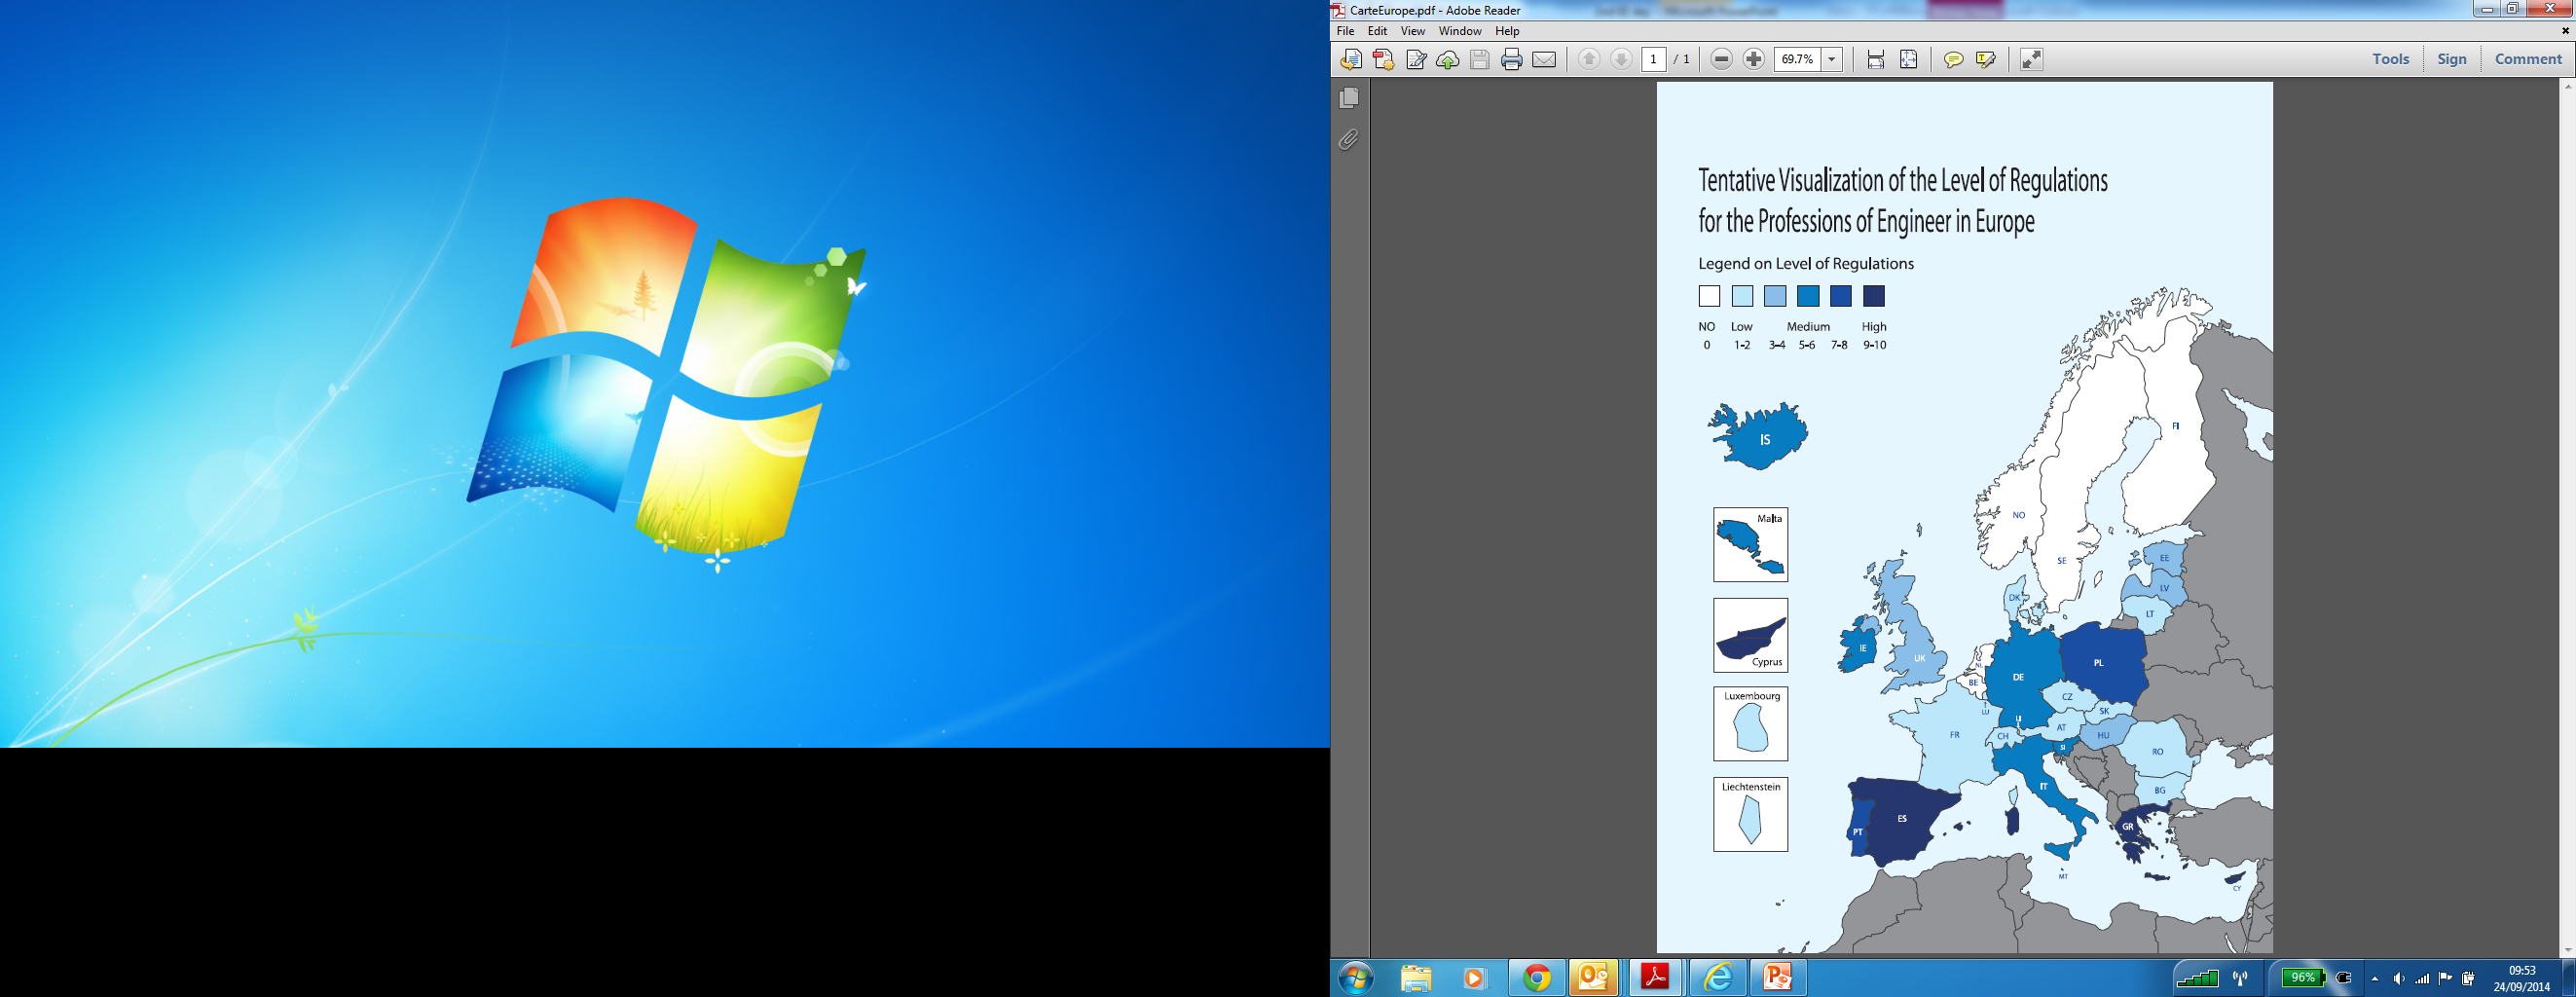 CarteEurope.pdf - Adobe Reader
File Edit View Window Help
1 / 1 69.7% Tools Sign Comment
Tentative Visualization of the Level of Regulations
for the Professions of Engineer in Europe
Legend on Level of Regulations
NO Low Medium High
0 1-2 3-4 5-6 7-8 9-10
IS
FI
Malta
NO
SE
EE
LV
DK
LT
Cyprus
IE
UK
NL
PL
BE
DE
Luxembourg
CZ
LU
SK
LI
AT
FR
CH
HU
SI
RO
Liechtenstein
IT
BG
ES
GR
PT
MT
CY
96%
09:53
24/09/2014